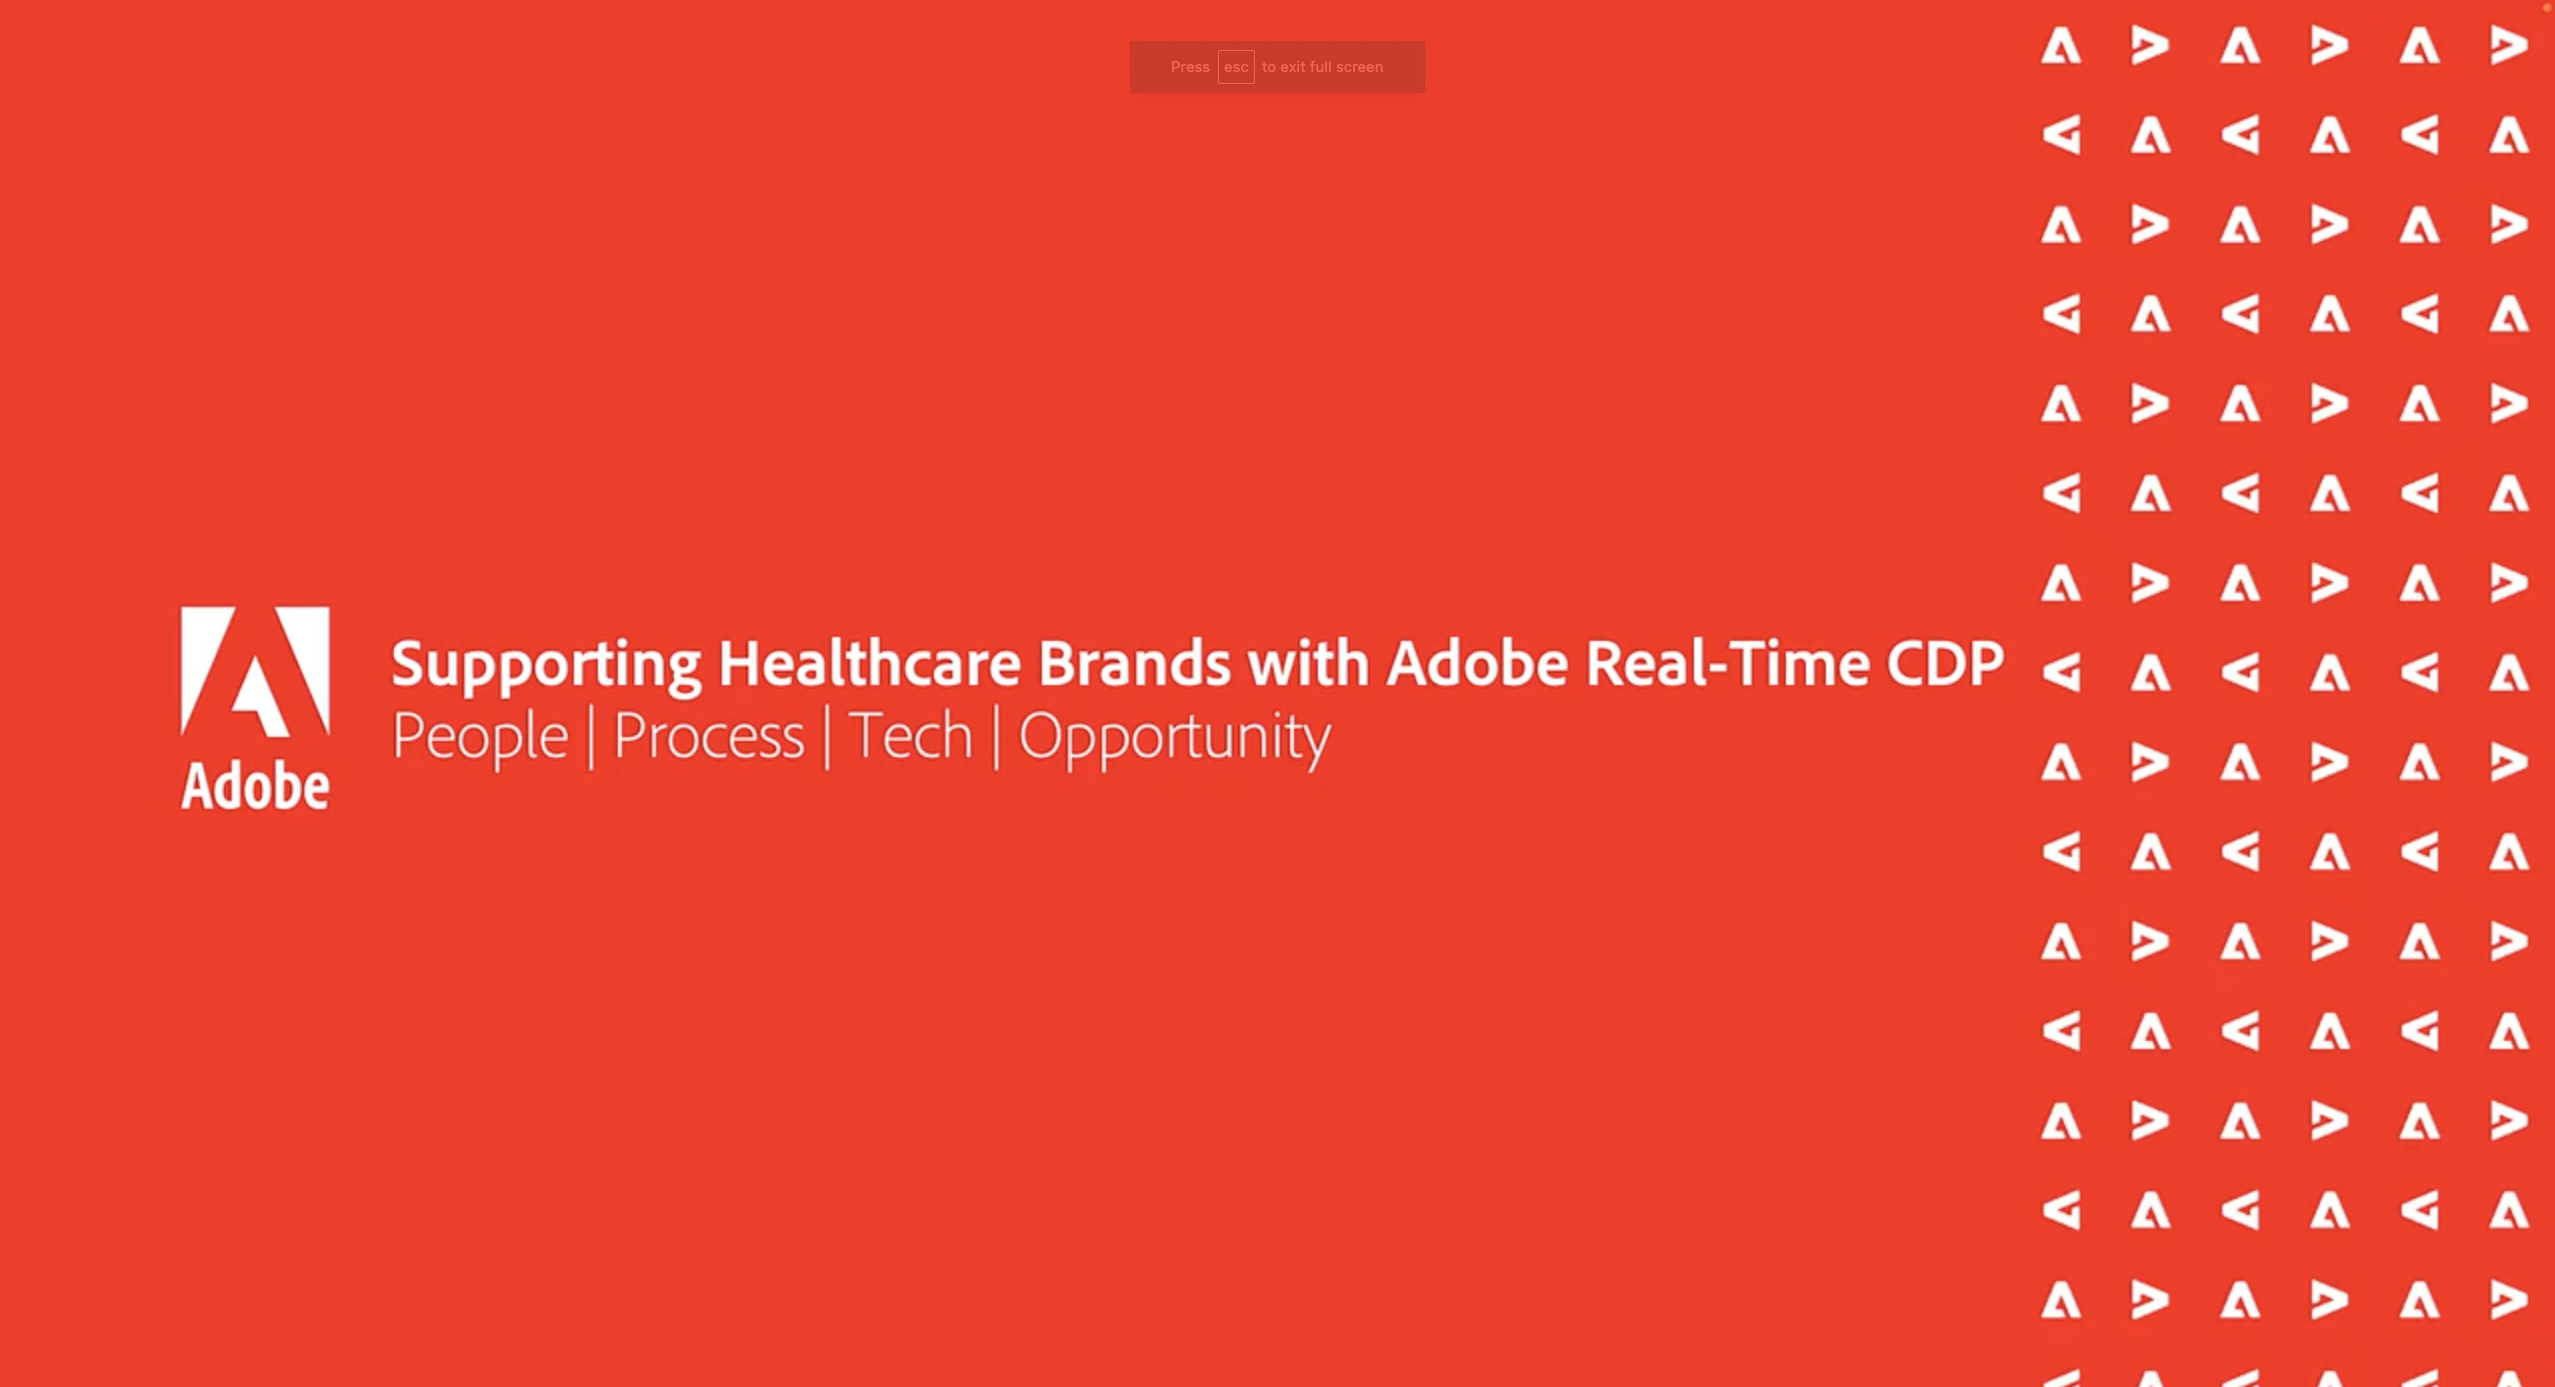 Press esc to exit full screen
Supporting Healthcare Brands with Adobe Real-Time CDP
People | Process | Tech | Opportunity
Adobe